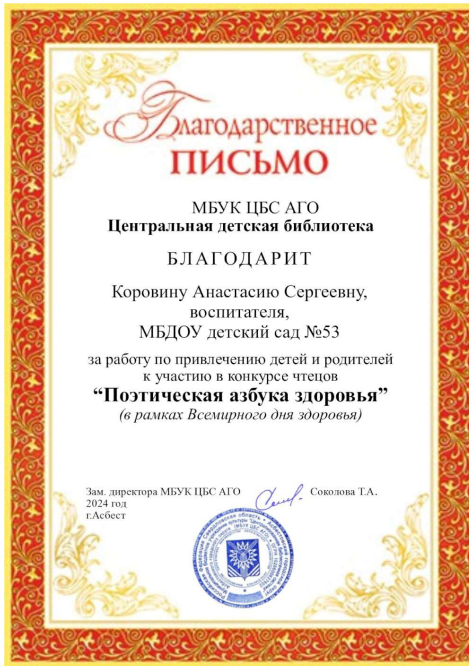 Благодарственное
ПИСЬМО
МБУК ЦБС АГО
Центральная детская библиотека
БЛАГОДАРИТ
Коровину Анастасию Сергеевну,
воспитателя,
МБДОУ детский сад №53
за работу по привлечению детей и родителей
к участию в конкурсе чтецов
“Поэтическая азбука здоровья”
(в рамках Всемирного дня здоровья)
Зам. директора МБУК ЦБС АГО Соколова Т.А.
2024 год
г.Асбест